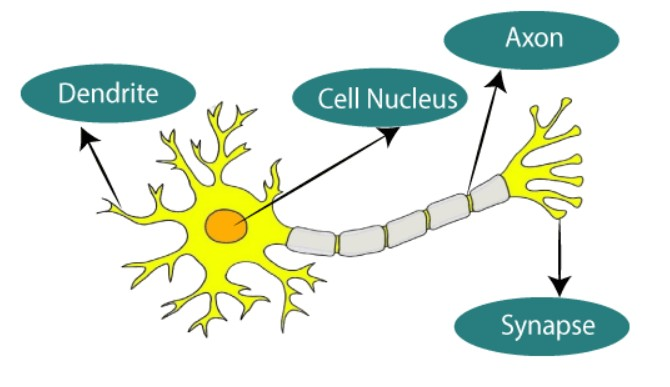 Axon
Dendrite
Cell Nucleus
Synapse